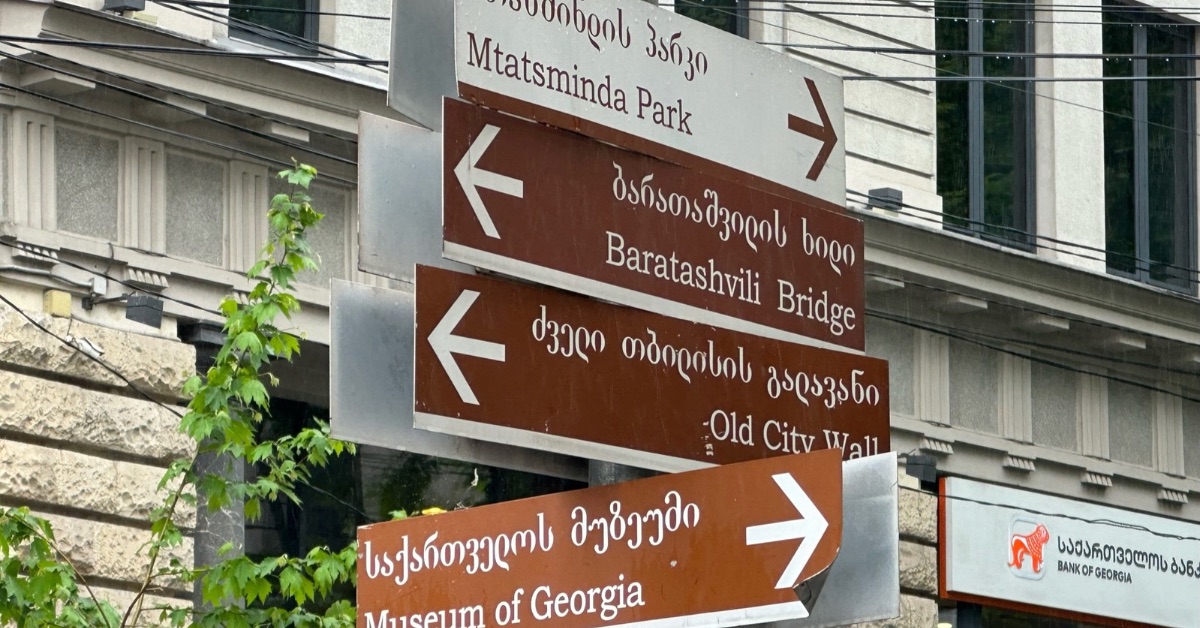 მთაწმინდის პარკი
Mtatsminda Park
ბარათაშვილის ხიდი
Baratashvili Bridge
ძველი თბილისის გალავანი
Old City Wall
საქართველოს მუზეუმი
Museum of Georgia
საქართველოს ბანკი
BANK OF GEORGIA